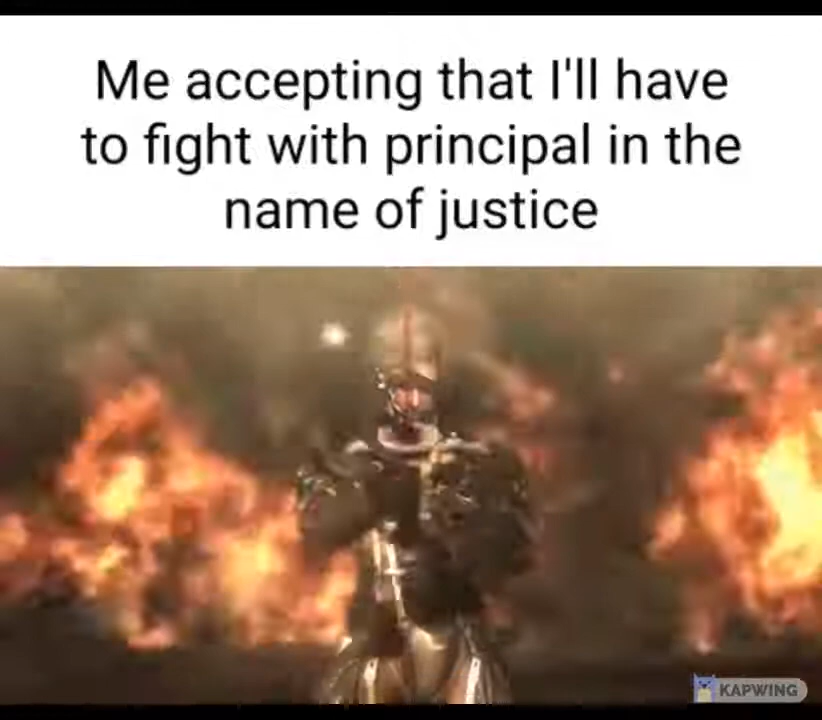 Me accepting that I'll have
to fight with principal in the
name of justice
KAPWING